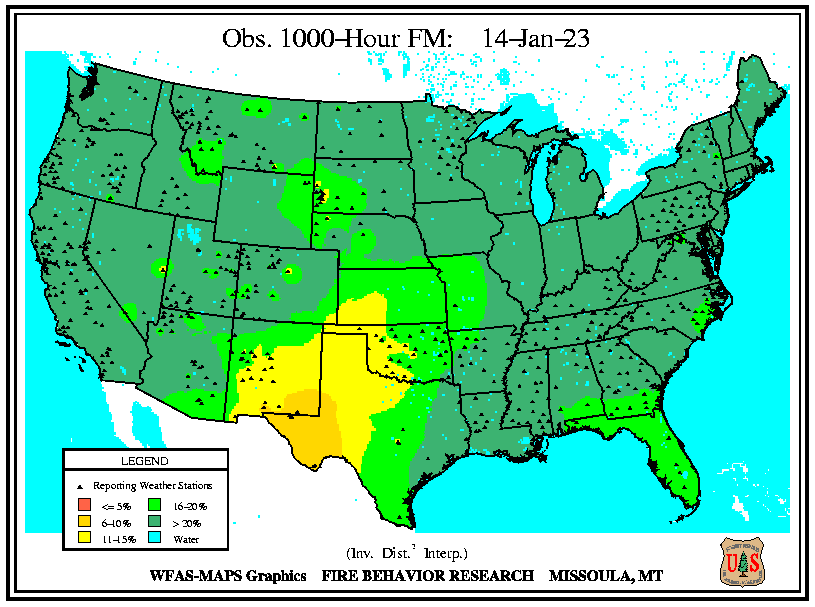 Obs. 1000-Hour FM: 14-Jan-23
LEGEND
Reporting Weather Stations
<= 5% 16-20%
6-10% > 20%
11-15% Water
(Inv. Dist.² Interp.)
WFAS-MAPS Graphics FIRE BEHAVIOR RESEARCH MISSOULA, MT
U S